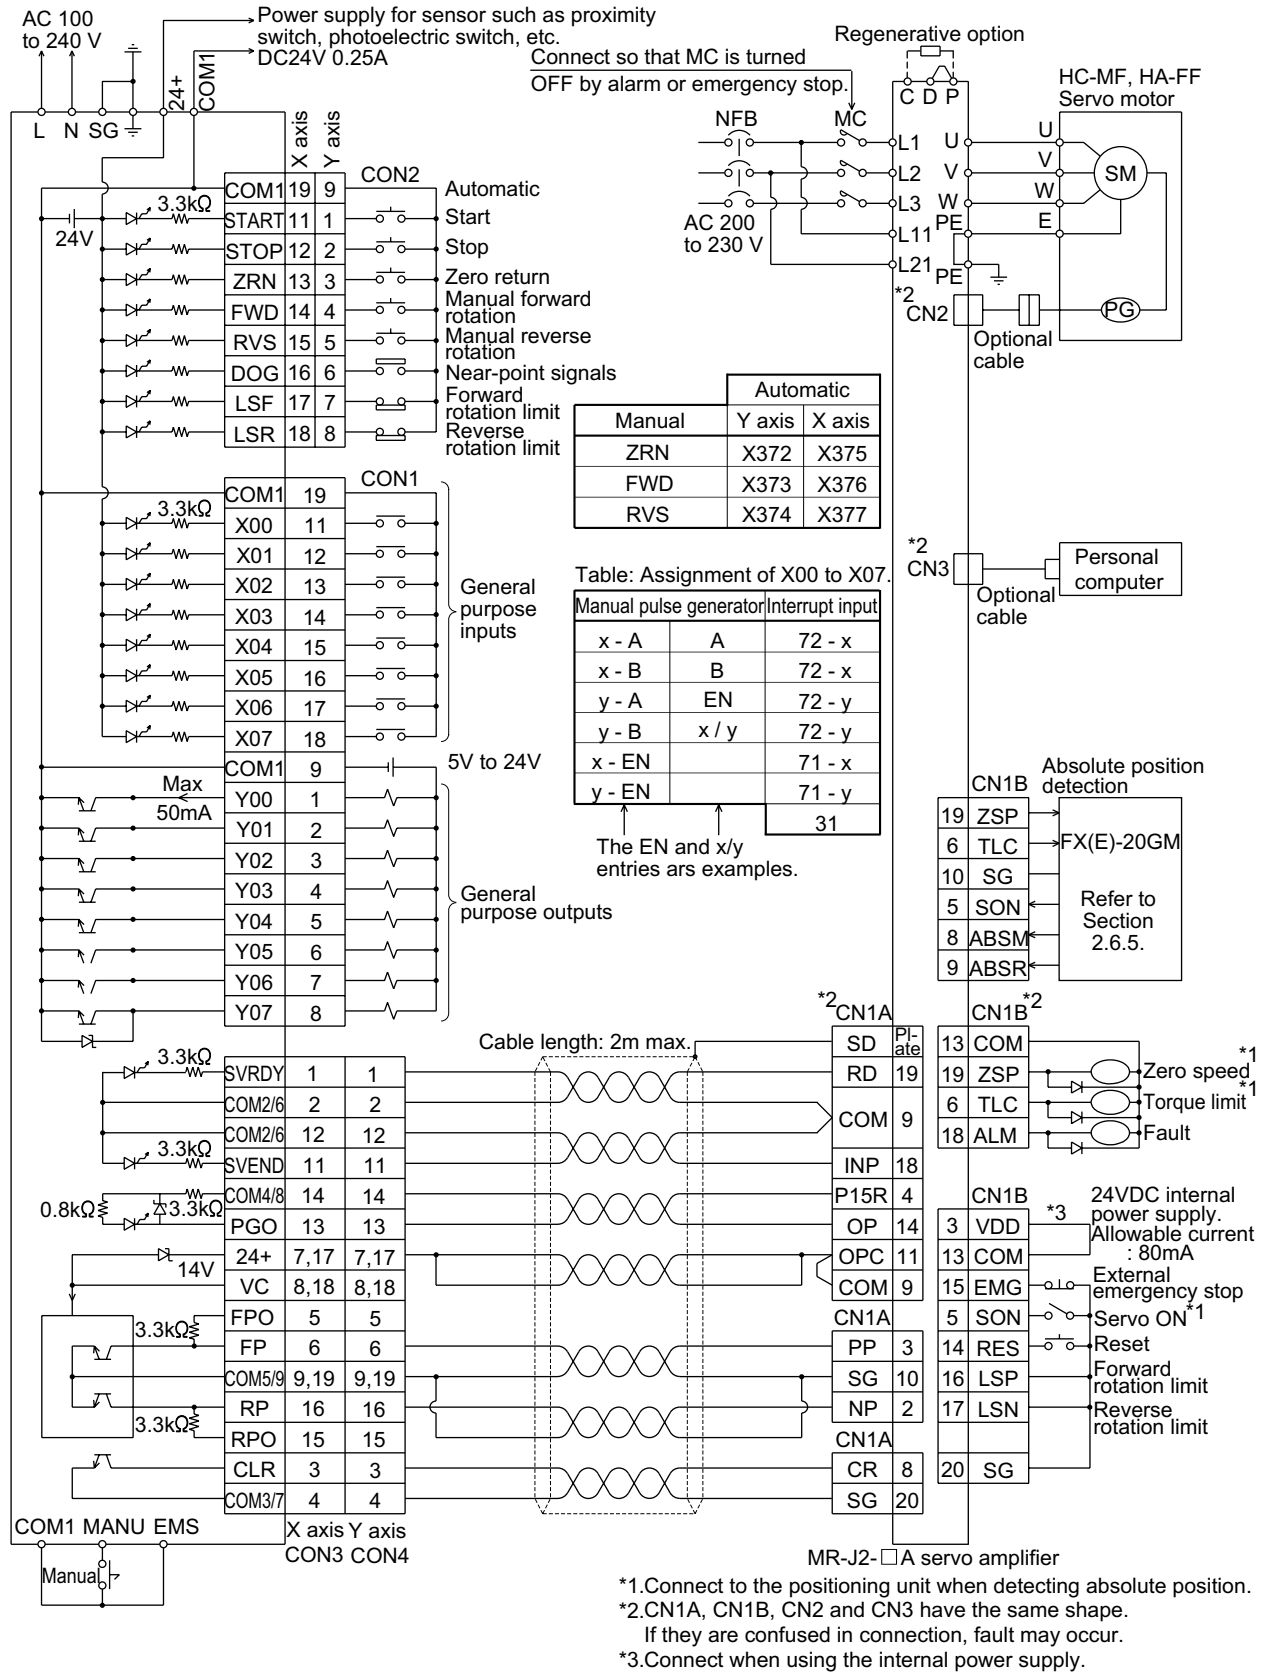 AC 100
to 240 V
Power supply for sensor such as proximity
switch, photoelectric switch, etc.
DC24V 0.25A
24+
COM1
L N SG
X axis
Y axis
CON2
COM1 19 9 Automatic
3.3kΩ
START 11 1 Start
24V
STOP 12 2 Stop
ZRN 13 3 Zero return
FWD 14 4 Manual forward
rotation
RVS 15 5 Manual reverse
rotation
DOG 16 6 Near-point signals
LSF 17 7 Forward
rotation limit
LSR 18 8 Reverse
rotation limit
CON1
COM1 19
3.3kΩ
X00 11
X01 12
X02 13
X03 14
X04 15
X05 16
X06 17
X07 18
General
purpose
inputs
COM1 9 5V to 24V
Max
50mA
Y00 1
Y01 2
Y02 3
Y03 4
Y04 5
Y05 6
Y06 7
Y07 8
General
purpose outputs
Connect so that MC is turned
OFF by alarm or emergency stop.
Regenerative option
C D P
HC-MF, HA-FF
Servo motor
NFB MC
L1 U U
L2 V V
L3 W W
SM
AC 200
to 230 V
L11 PE E
L21 PE
*2
CN2
PG
Optional
cable
Automatic
Manual Y axis X axis
ZRN X372 X375
FWD X373 X376
RVS X374 X377
*2
CN3
Personal
computer
Optional
cable
Table: Assignment of X00 to X07.
Manual pulse generator Interrupt input
x - A A 72 - x
x - B B 72 - x
y - A EN 72 - y
y - B x / y 72 - y
x - EN 71 - x
y - EN 71 - y
31
The EN and x/y
entries ars examples.
CN1B
Absolute position
detection
19 ZSP
6 TLC
10 SG
5 SON
8 ABSM
9 ABSR
FX(E)-20GM
Refer to
Section
2.6.5.
Cable length: 2m max.
3.3kΩ
SVRDY 1 1
COM2/6 2 2
COM2/6 12 12
3.3kΩ
SVEND 11 11
0.8kΩ
3.3kΩ
COM4/8 14 14
PGO 13 13
24+ 7,17 7,17
14V
VC 8,18 8,18
FPO 5 5
3.3kΩ
FP 6 6
COM5/9 9,19 9,19
RP 16 16
3.3kΩ
RPO 15 15
CLR 3 3
COM3/7 4 4
X axis Y axis
CON3 CON4
COM1 MANU EMS
Manual
*2
CN1A
SD Pl-
ate
RD 19
COM 9
INP 18
P15R 4
OP 14
OPC 11
COM 9
CN1A
PP 3
SG 10
NP 2
CN1A
CR 8
SG 20
CN1B *2
13 COM
19 ZSP Zero speed *1
6 TLC Torque limit *1
18 ALM Fault
CN1B
3 VDD *3
13 COM
24VDC internal
power supply.
Allowable current
: 80mA
15 EMG External
emergency stop
5 SON Servo ON *1
14 RES Reset
16 LSP Forward
rotation limit
17 LSN Reverse
rotation limit
20 SG
MR-J2-□A servo amplifier
*1.Connect to the positioning unit when detecting absolute position.
*2.CN1A, CN1B, CN2 and CN3 have the same shape.
If they are confused in connection, fault may occur.
*3.Connect when using the internal power supply.